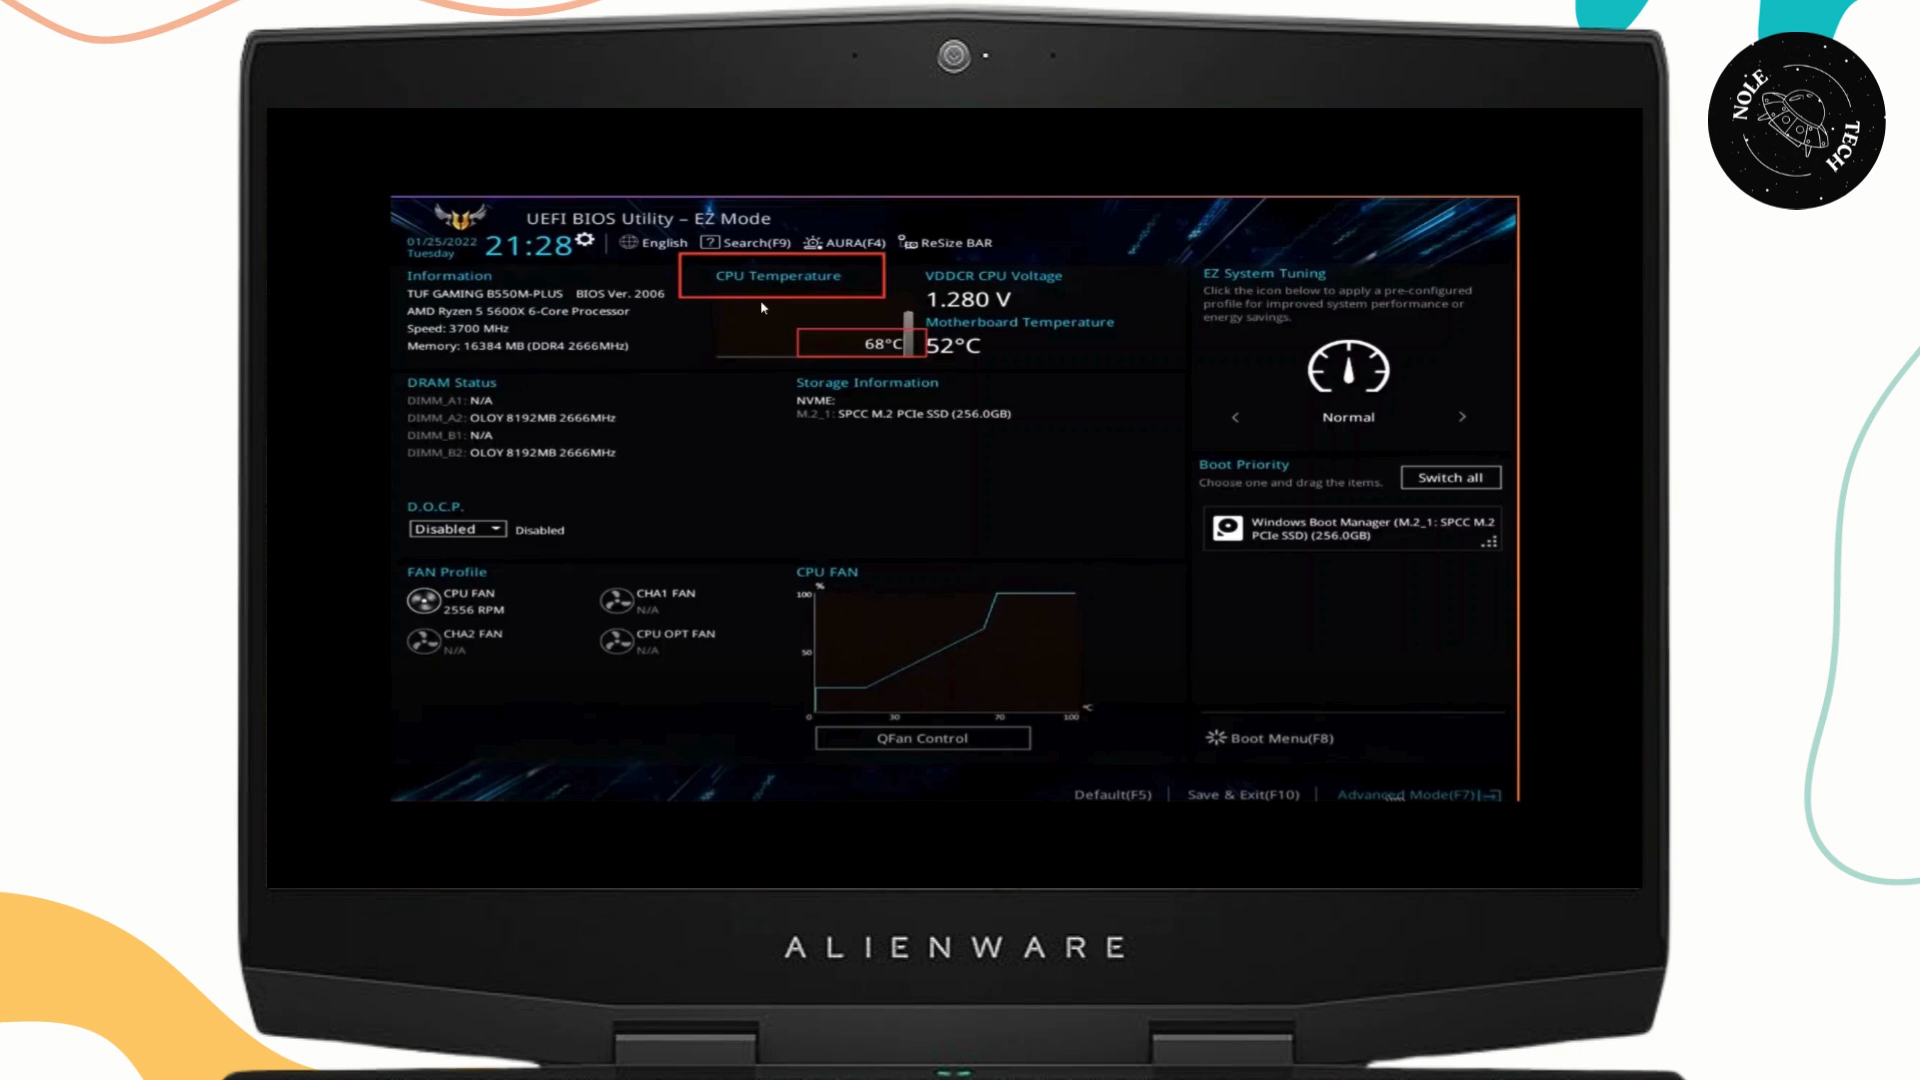 NOLE
TECH
UEFI BIOS Utility – EZ Mode
01/25/2022
Tuesday
21:28
English
? Search(F9)
AURA(F4)
ReSize BAR
Information
TUF GAMING B550M-PLUS BIOS Ver. 2006
AMD Ryzen 5 5600X 6-Core Processor
Speed: 3700 MHz
Memory: 16384 MB (DDR4 2666MHz)
CPU Temperature
68°C
VDDCR CPU Voltage
1.280 V
Motherboard Temperature
52°C
EZ System Tuning
Click the icon below to apply a pre-configured
profile for improved system performance or
energy savings.
< Normal >
DRAM Status
DIMM_A1: N/A
DIMM_A2: OLOY 8192MB 2666MHz
DIMM_B1: N/A
DIMM_B2: OLOY 8192MB 2666MHz
Storage Information
NVME:
M.2_1: SPCC M.2 PCIe SSD (256.0GB)
Boot Priority
Choose one and drag the items.
Switch all
Windows Boot Manager (M.2_1: SPCC M.2
PCIe SSD) (256.0GB)
D.O.C.P.
Disabled
Disabled
FAN Profile
CPU FAN
2556 RPM
CHA1 FAN
N/A
CHA2 FAN
N/A
CPU OPT FAN
N/A
CPU FAN
%
100
50
0
30
70
100
°C
QFan Control
Boot Menu(F8)
Default(F5)
Save & Exit(F10)
Advanced Mode(F7)
ALIENWARE